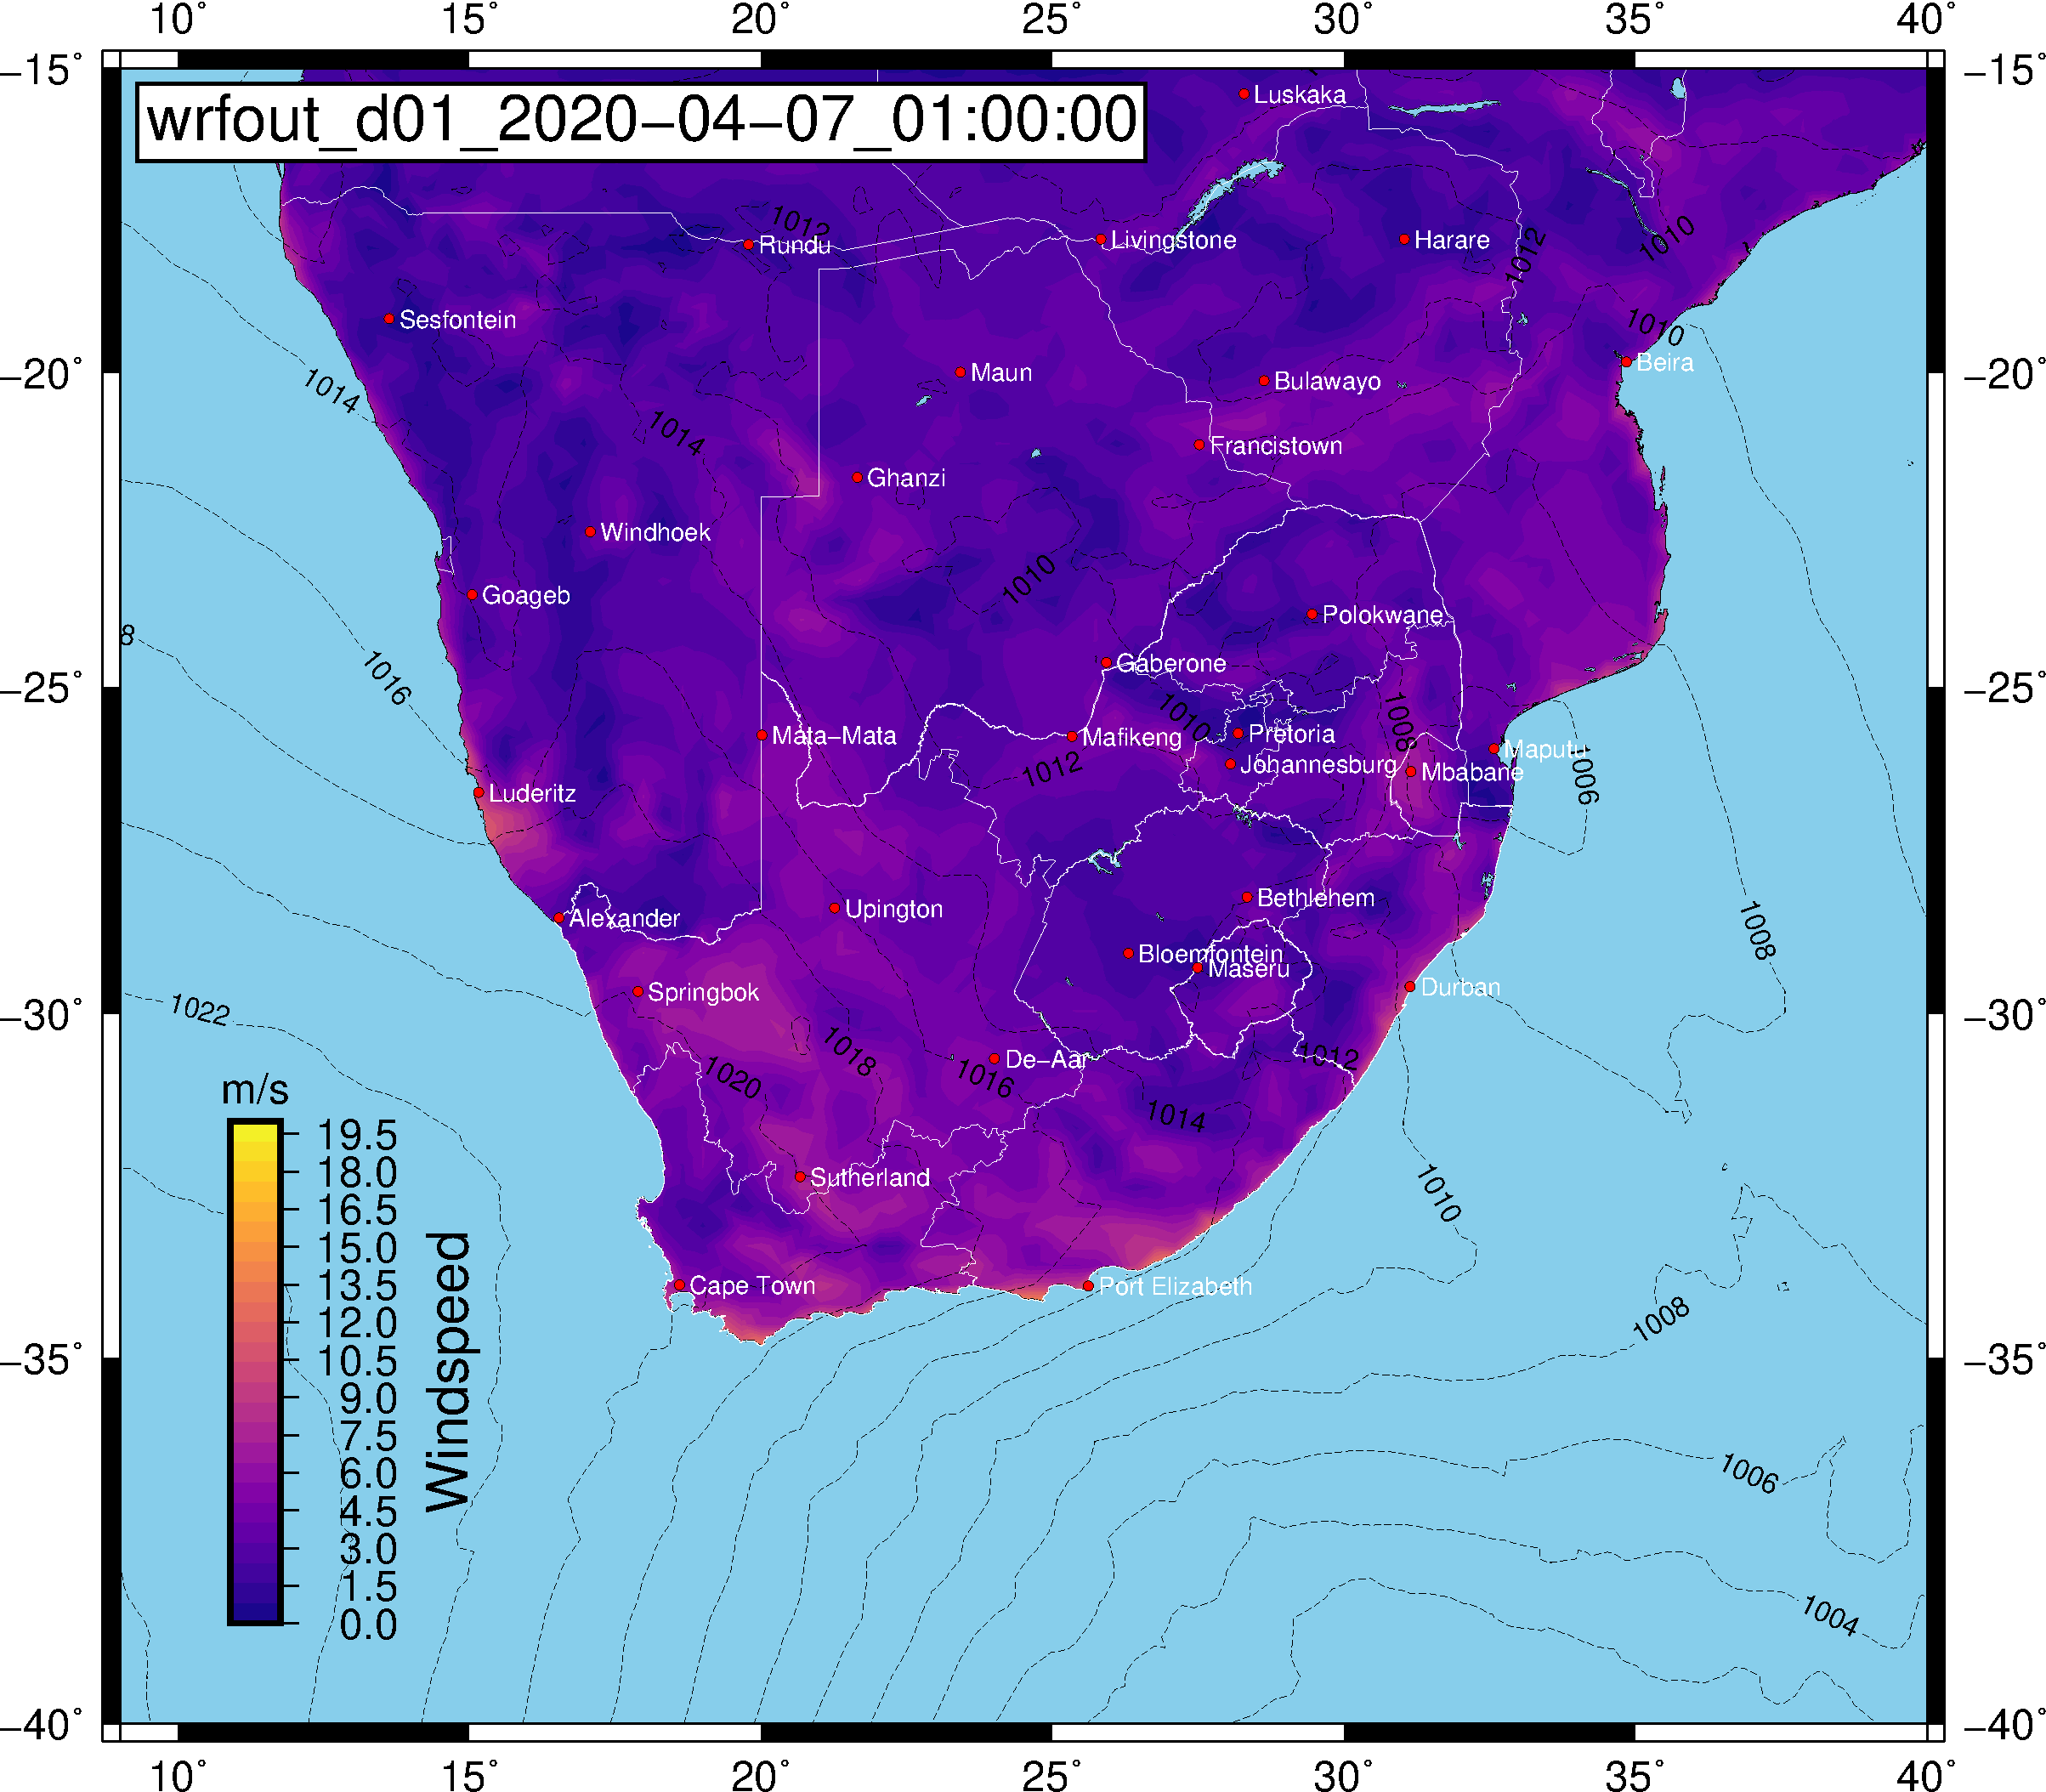 10° 15° 20° 25° 30° 35° 40°
−15° −15°
wrfout_d01_2020−04−07_01:00:00
Luskaka
1012
Rundu
Livingstone
Harare
1012
1010
Sesfontein
1010
Beira
−20° −20°
1014
Maun
Bulawayo
1014
Francistown
Ghanzi
Windhoek
1010
Goageb
Polokwane
8
1016
Gaberone
−25° −25°
1010
1008
Mata−Mata
Mafikeng
Pretoria
Maputu
1012
Johannesburg
Mbabane
1006
Luderitz
Bethlehem
Upington
Alexander
1008
Bloemfontein
Maseru
Springbok
Durban
1022
−30° −30°
1018
1012
De−Aar
1020
1016
1014
m/s
19.5
18.0
16.5
15.0
13.5
12.0
10.5
9.0
7.5
6.0
4.5
3.0
1.5
0.0
Windspeed
Sutherland
1010
Cape Town
Port Elizabeth
1008
−35° −35°
1006
1004
−40° −40°
10° 15° 20° 25° 30° 35° 40°